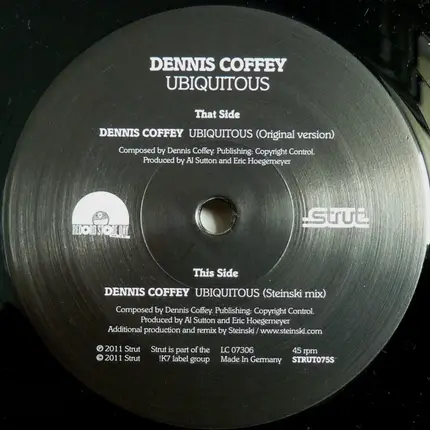 DENNIS COFFEY
UBIQUITOUS
That Side
DENNIS COFFEY UBIQUITOUS (Original version)
Composed by Dennis Coffey. Publishing: Copyright Control.
Produced by Al Sutton and Eric Hoegemeyer
RECORD STORE DAY
Strut
This Side
DENNIS COFFEY UBIQUITOUS (Steinski mix)
Composed by Dennis Coffey. Publishing: Copyright Control.
Produced by Al Sutton and Eric Hoegemeyer
Additional production and remix by Steinski / www.steinski.com
℗ 2011 Strut Strut is part of the LC 07306 45 rpm
© 2011 Strut !K7 label group Made In Germany STRUT075S